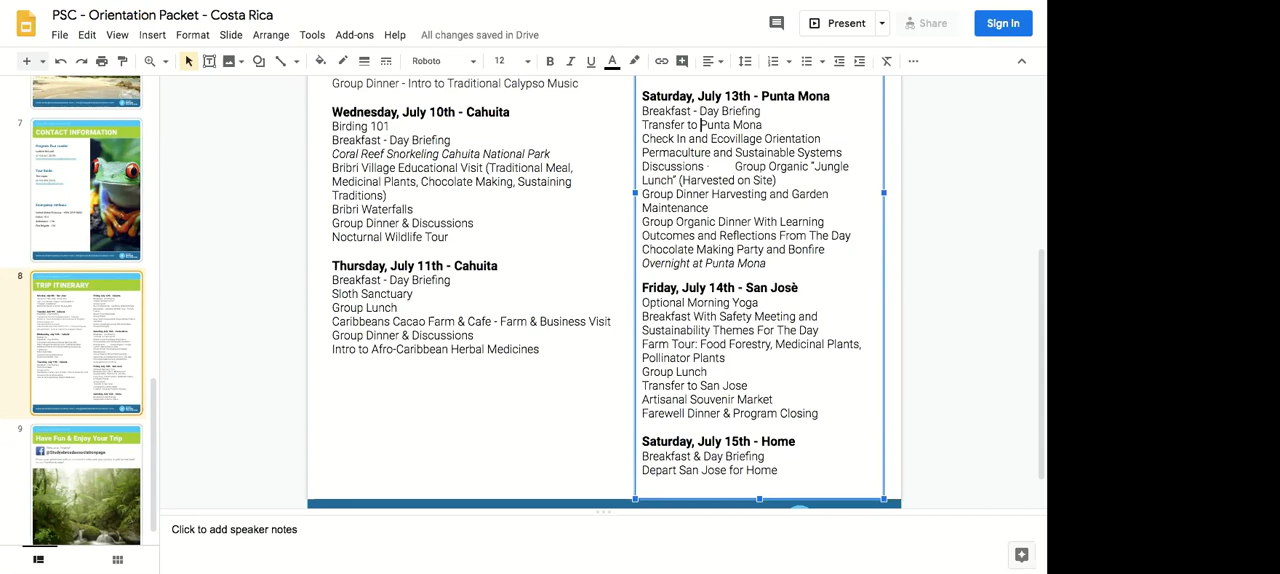 PSC - Orientation Packet - Costa Rica
File Edit View Insert Format Slide Arrange Tools Add-ons Help All changes saved in Drive
Present Share Sign in
Roboto 12
Group Dinner - Intro to Traditional Calypso Music
Wednesday, July 10th - Cahuita
Birding 101
Breakfast - Day Briefing
Coral Reef Snorkeling Cahuita National Park
Bribri Village Educational Visit (Traditional Meal,
Medicinal Plants, Chocolate Making, Sustaining
Traditions)
Bribri Waterfalls
Group Dinner & Discussions
Nocturnal Wildlife Tour
Thursday, July 11th - Cahuita
Breakfast - Day Briefing
Sloth Sanctuary
Group Lunch
Caribbeans Cacao Farm & Cafe - Farm & Business Visit
Group Dinner & Discussions
Intro to Afro-Caribbean Herbal Medicines
Saturday, July 13th - Punta Mona
Breakfast - Day Briefing
Transfer to Punta Mona
Check In and Ecovillage Orientation
Permaculture and Sustainable Systems
Discussions · Group Organic “Jungle
Lunch” (Harvested on Site)
Group Dinner Harvesting and Garden
Maintenance
Group Organic Dinner With Learning
Outcomes and Reflections From The Day
Chocolate Making Party and Bonfire
Overnight at Punta Mona
Friday, July 14th - San Josè
Optional Morning Yoga
Breakfast With Safety Meeting and
Sustainability Themes For The Day
Farm Tour: Food Forestry, Medicinal Plants,
Pollinator Plants
Group Lunch
Transfer to San Jose
Artisanal Souvenir Market
Farewell Dinner & Program Closing
Saturday, July 15th - Home
Breakfast & Day Briefing
Depart San Jose for Home
7
CONTACT INFORMATION
8
TRIP ITINERARY
9
Have Fun & Enjoy Your Trip
Click to add speaker notes